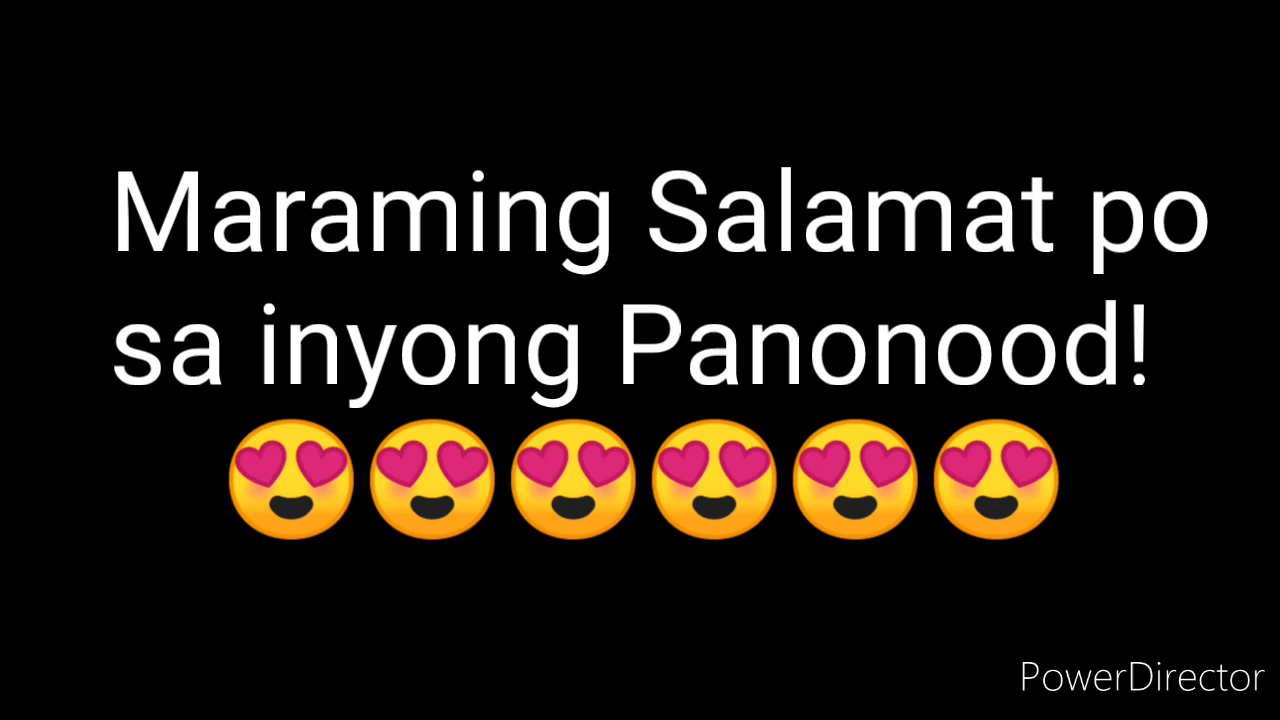 Maraming Salamat po
sa inyong Panonood!
😍😍😍😍😍😍
PowerDirector